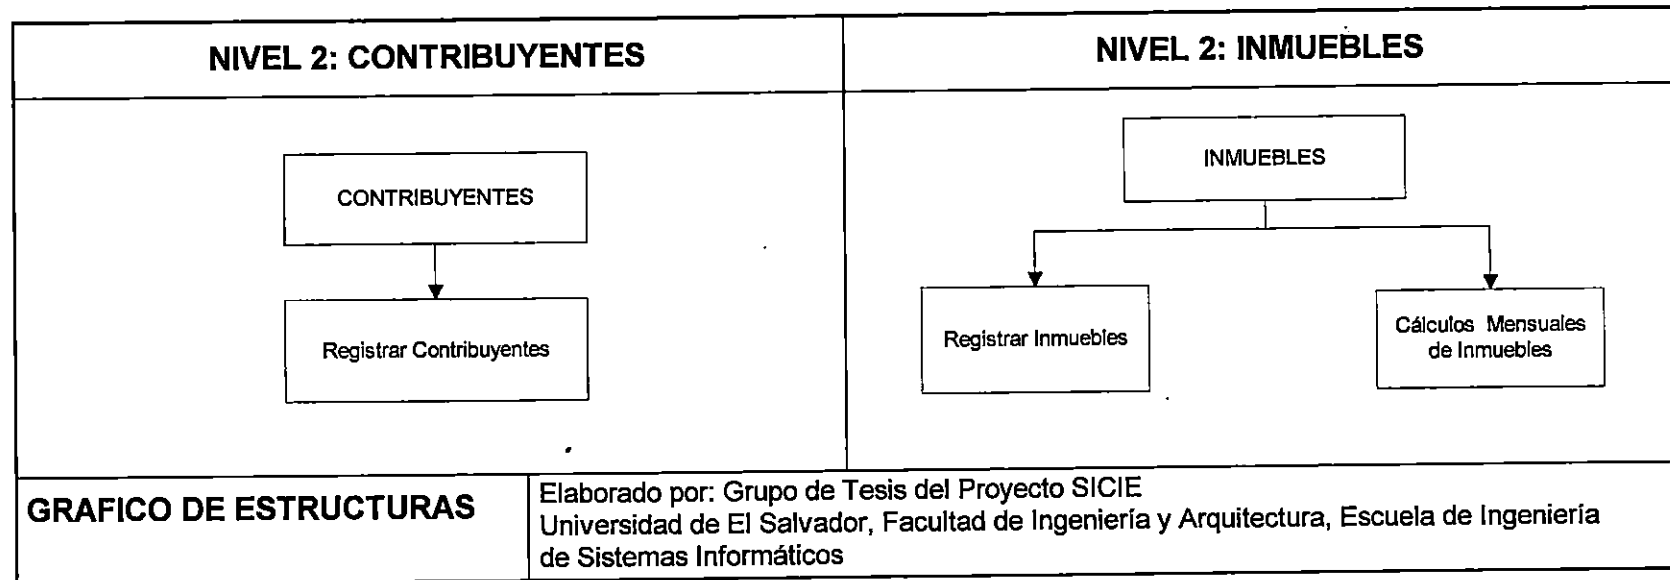 NIVEL 2: CONTRIBUYENTES
NIVEL 2: INMUEBLES
CONTRIBUYENTES
Registrar Contribuyentes
INMUEBLES
Registrar Inmuebles
Cálculos Mensuales
de Inmuebles
GRAFICO DE ESTRUCTURAS
Elaborado por: Grupo de Tesis del Proyecto SICIE
Universidad de El Salvador, Facultad de Ingeniería y Arquitectura, Escuela de Ingeniería
de Sistemas Informáticos